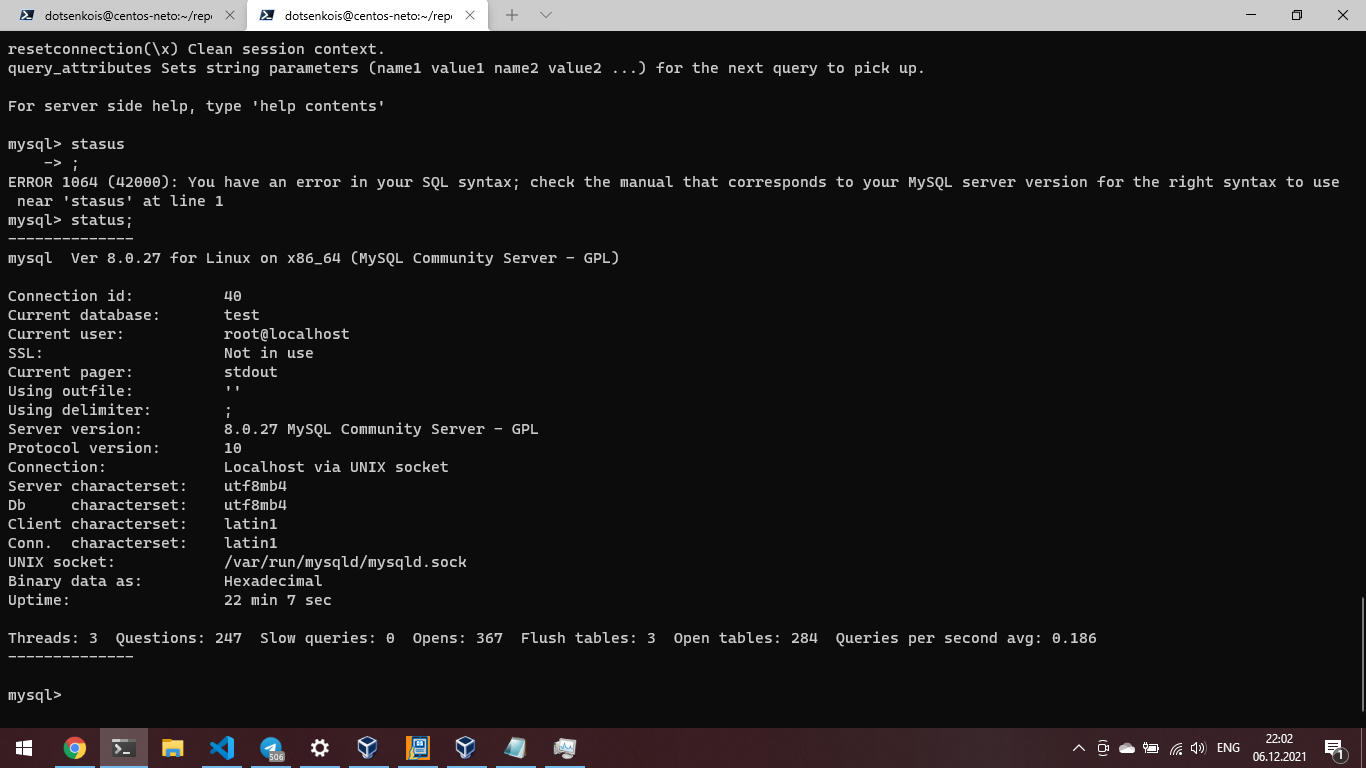 dotsenkois@centos-neto:~/repo
dotsenkois@centos-neto:~/repo
resetconnection(\x) Clean session context.
query_attributes Sets string parameters (name1 value1 name2 value2 ...) for the next query to pick up.
For server side help, type 'help contents'
mysql> stasus
    -> ;
ERROR 1064 (42000): You have an error in your SQL syntax; check the manual that corresponds to your MySQL server version for the right syntax to use
 near 'stasus' at line 1
mysql> status;
--------------
mysql  Ver 8.0.27 for Linux on x86_64 (MySQL Community Server - GPL)
Connection id:          40
Current database:       test
Current user:           root@localhost
SSL:                    Not in use
Current pager:          stdout
Using outfile:          ''
Using delimiter:        ;
Server version:         8.0.27 MySQL Community Server - GPL
Protocol version:       10
Connection:             Localhost via UNIX socket
Server characterset:    utf8mb4
Db     characterset:    utf8mb4
Client characterset:    latin1
Conn.  characterset:    latin1
UNIX socket:            /var/run/mysqld/mysqld.sock
Binary data as:         Hexadecimal
Uptime:                 22 min 7 sec
Threads: 3  Questions: 247  Slow queries: 0  Opens: 367  Flush tables: 3  Open tables: 284  Queries per second avg: 0.186
--------------
mysql>
506
ENG
22:02
06.12.2021
1